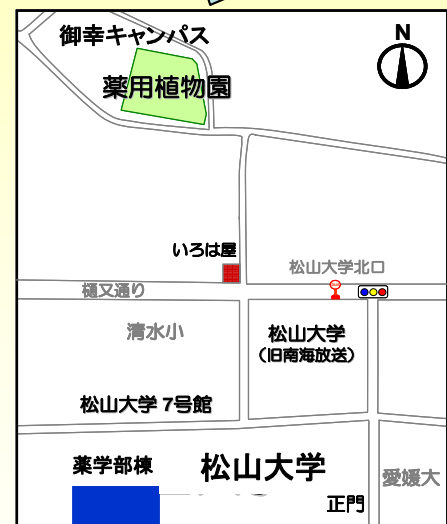 御幸キャンパス
N
薬用植物園
いろは屋
松山大学北口
樋又通り
清水小
松山大学
（旧南海放送）
松山大学 7号館
薬学部棟
松山大学
愛媛大
正門